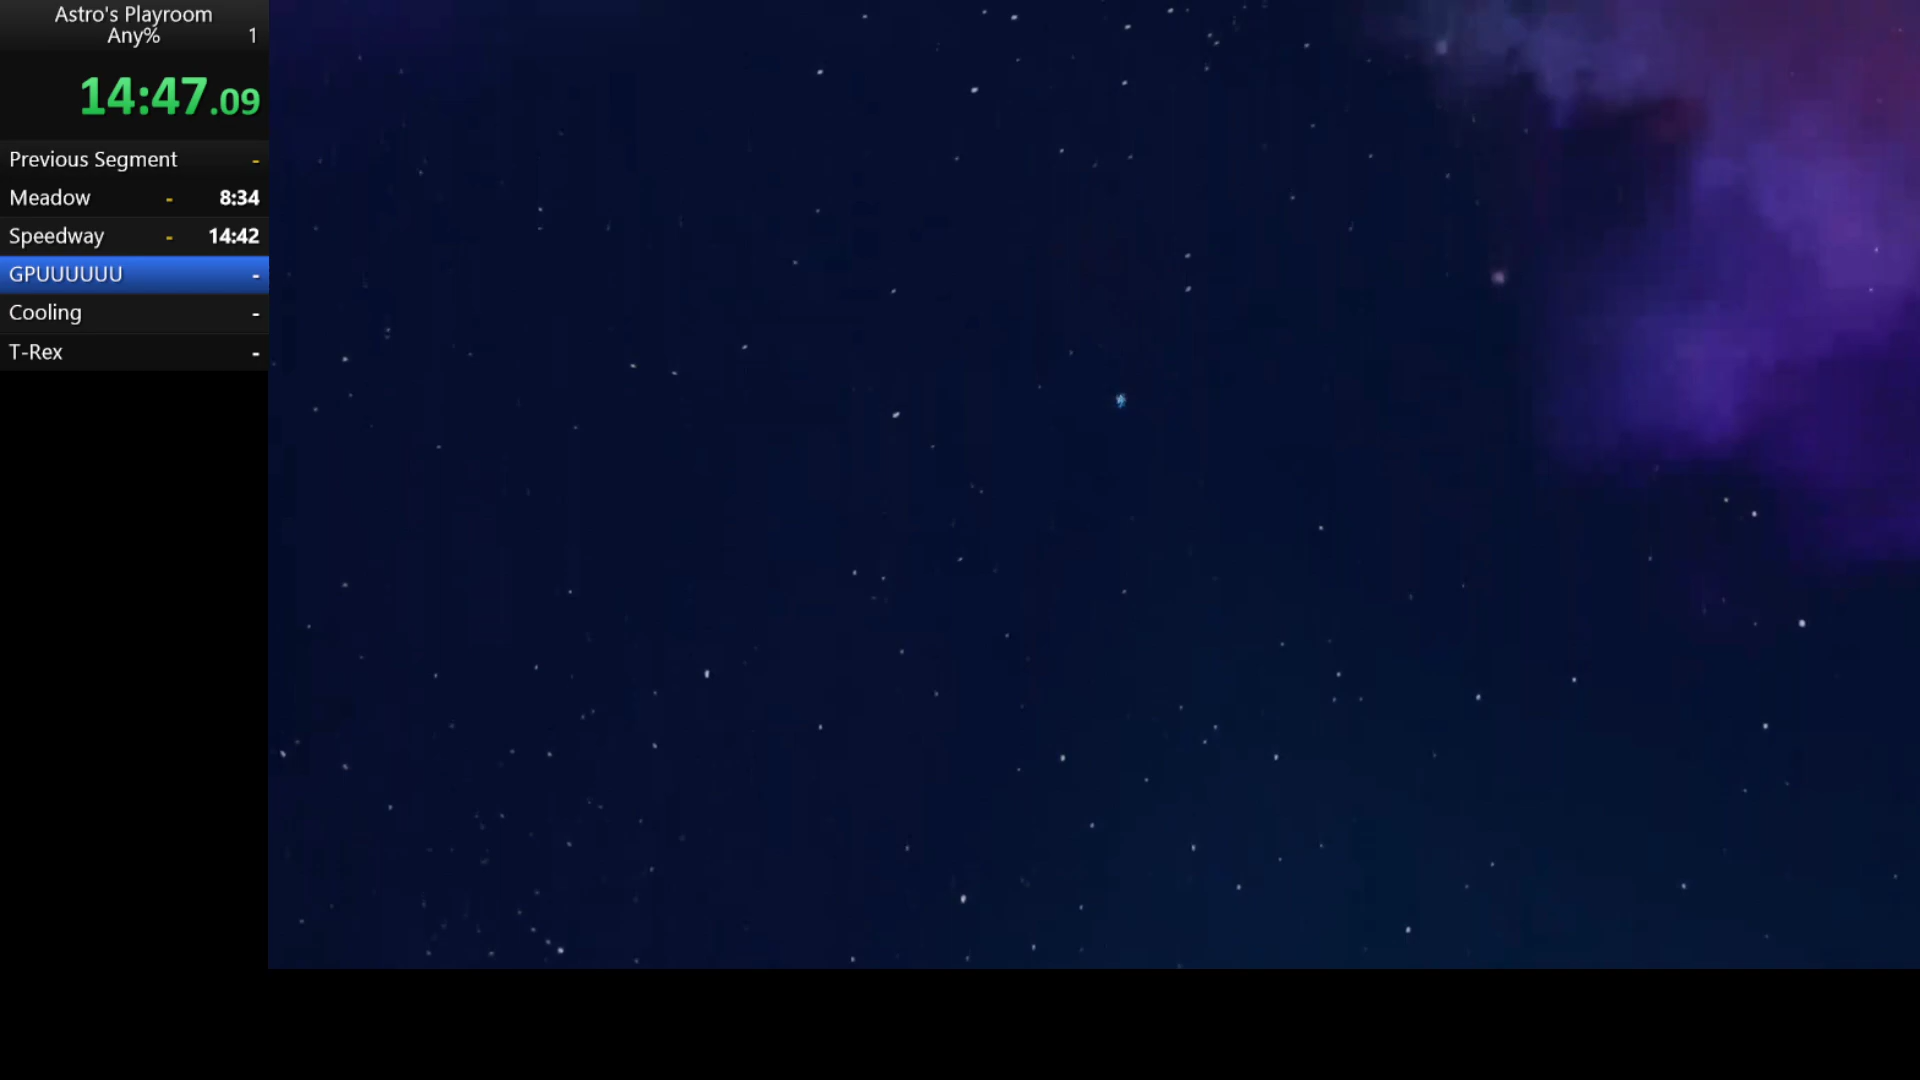 Astro's Playroom
Any% 1
14:47.09
Previous Segment -
Meadow - 8:34
Speedway - 14:42
GPUUUUUU -
Cooling -
T-Rex -